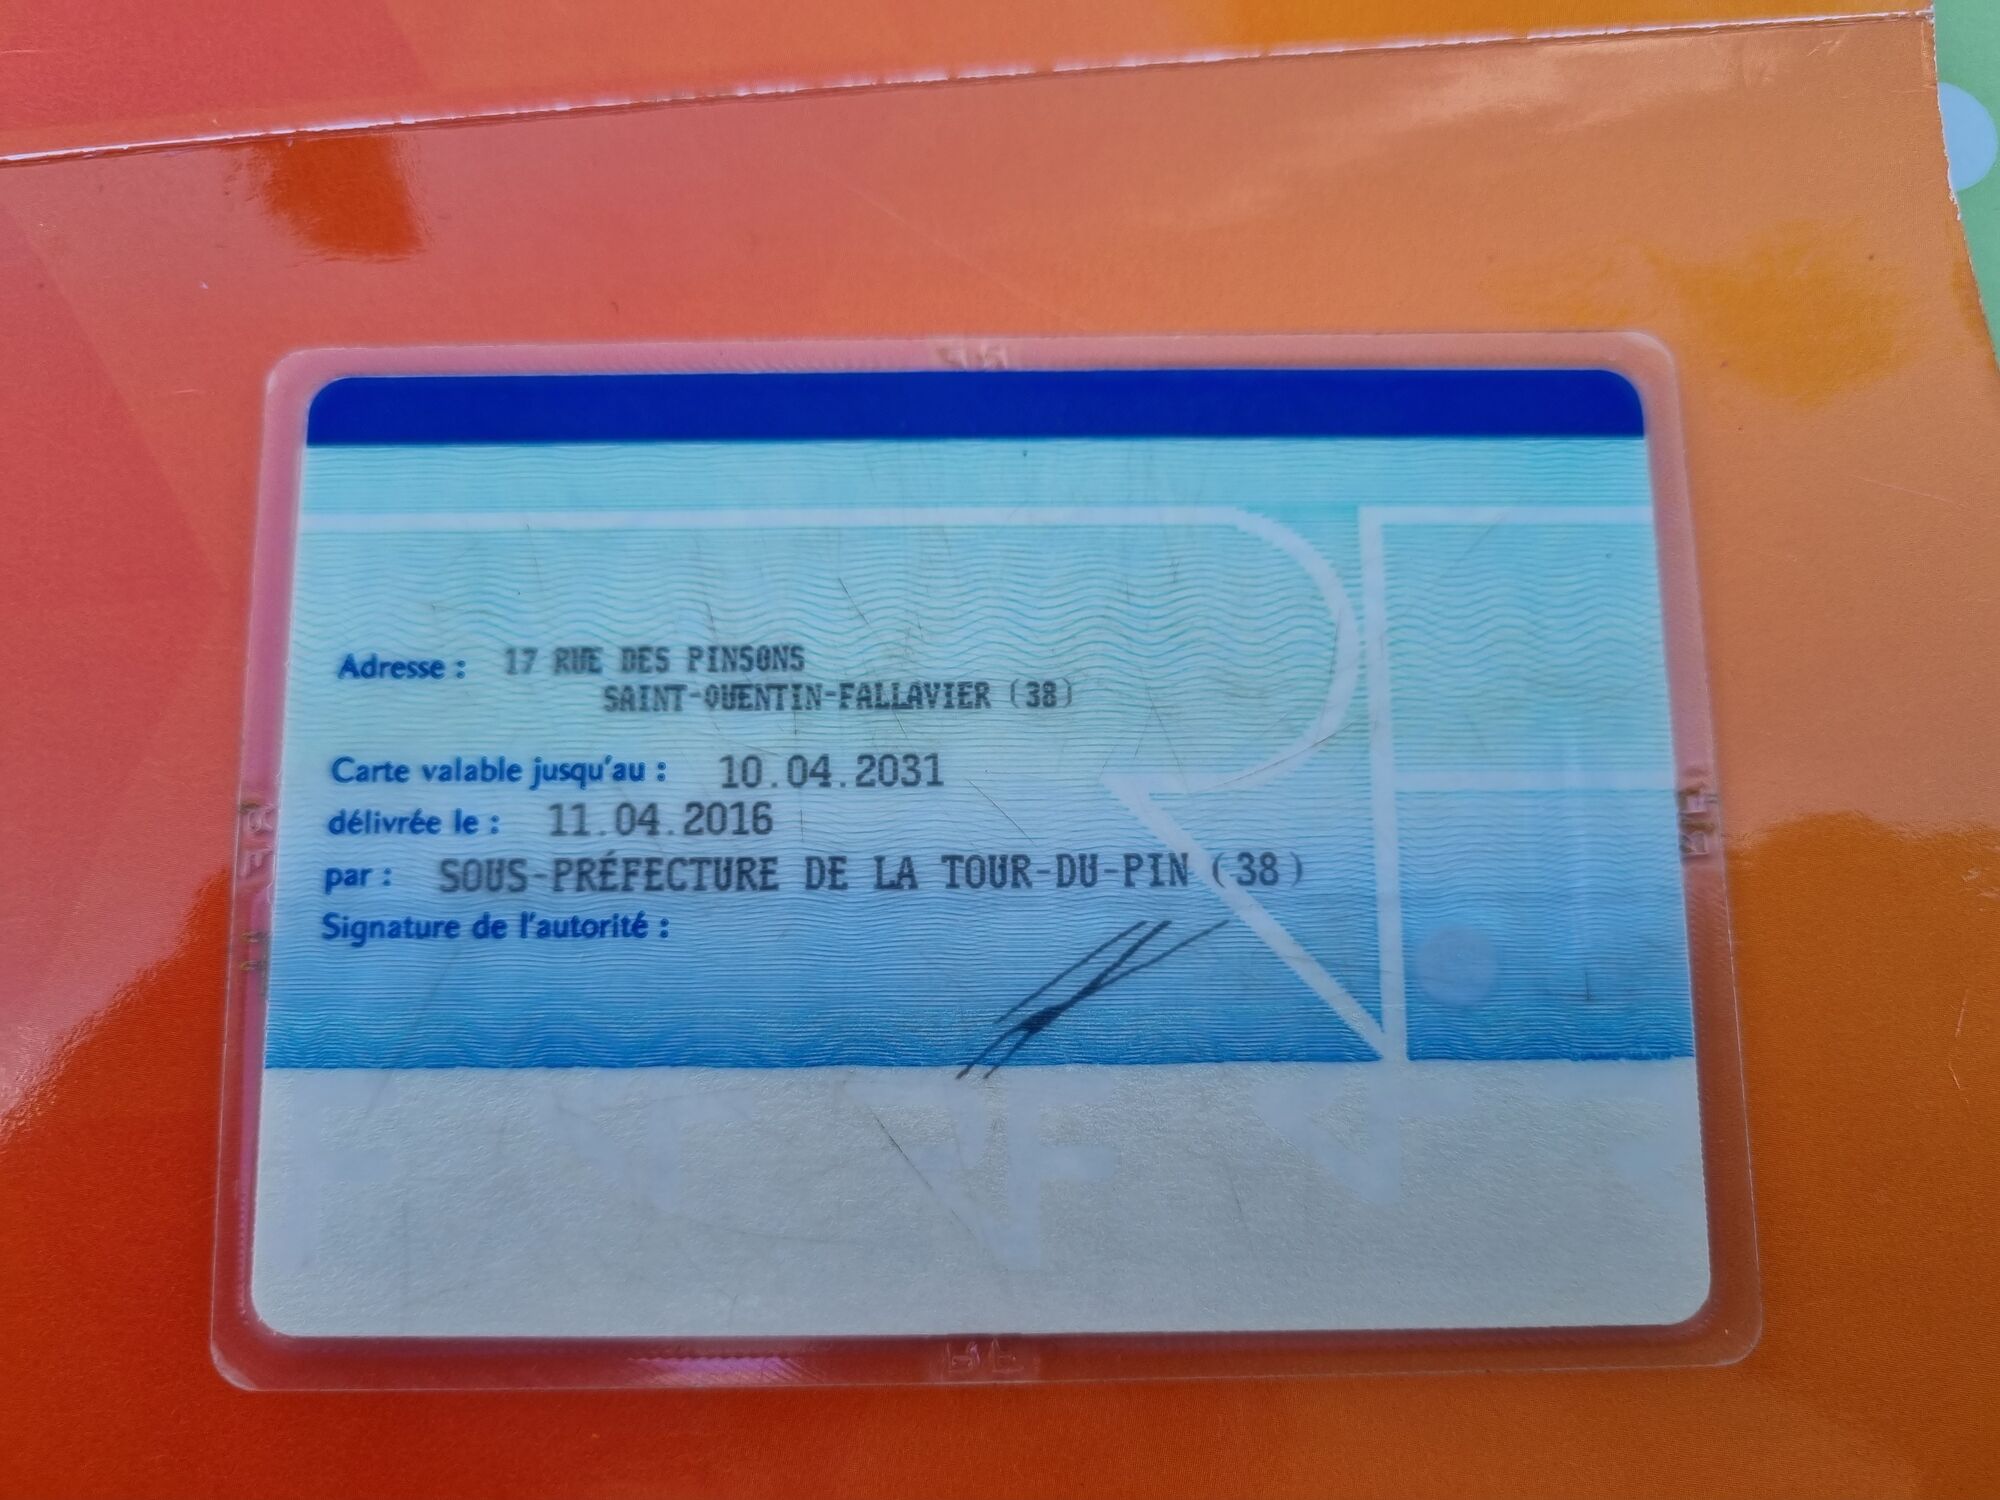 Adresse : 17 RUE DES PINSONS
SAINT-QUENTIN-FALLAVIER (38)
Carte valable jusqu'au : 10.04.2031
délivrée le : 11.04.2016
par : SOUS-PRÉFECTURE DE LA TOUR-DU-PIN (38)
Signature de l'autorité :
RF